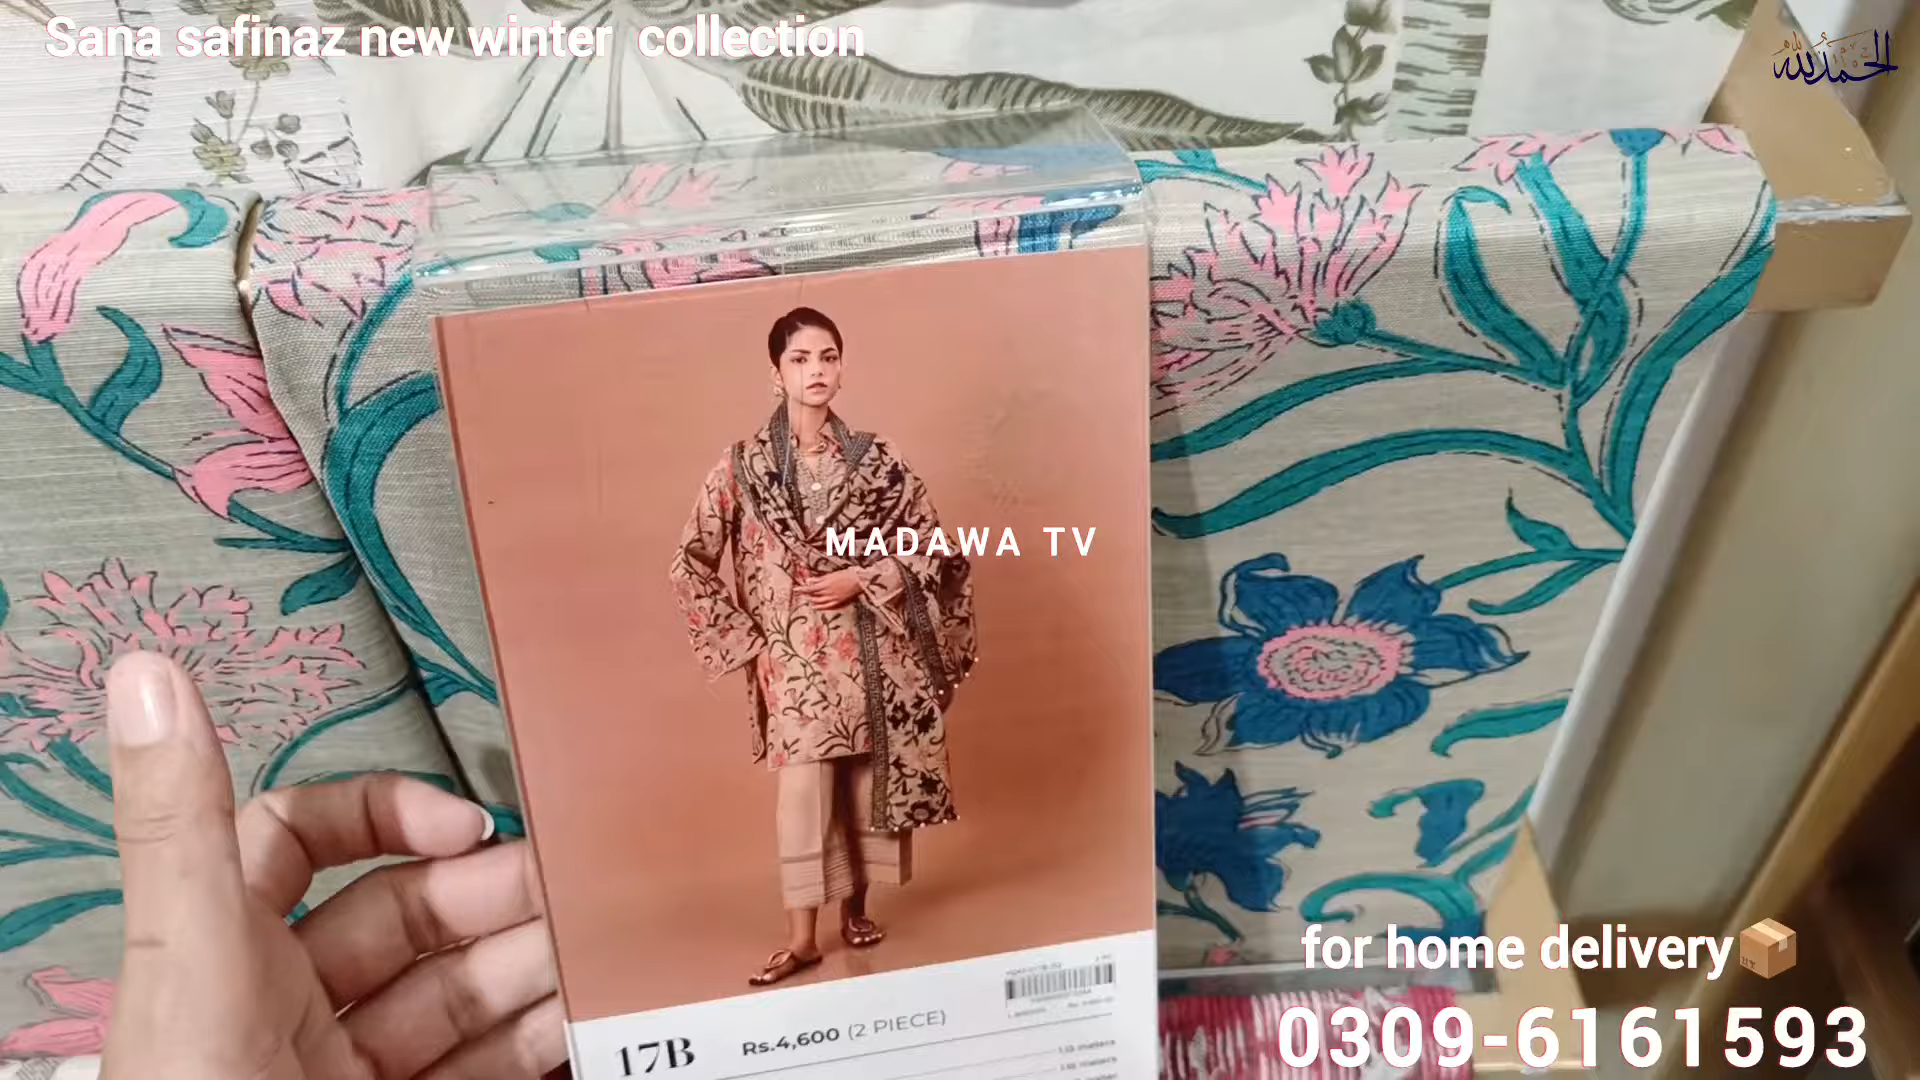 Sana safinaz new winter collection
الحمدلله
MADAWA TV
17B Rs.4,600 (2 PIECE)
for home delivery
0309-6161593